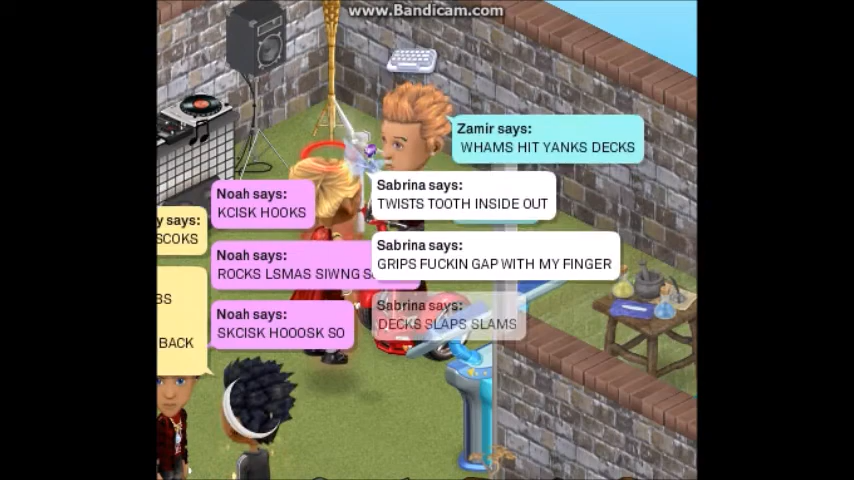 www.Bandicam.com
Zamir says:
WHAMS HIT YANKS DECKS
Sabrina says:
TWISTS TOOTH INSIDE OUT
Noah says:
KCISK HOOKS
y says:
SCOKS
Sabrina says:
GRIPS FUCKIN GAP WITH MY FINGER
Noah says:
ROCKS LSMAS SIWNG S
BS
BACK
Noah says:
SKCISK HOOOSK SO
Sabrina says:
DECKS SLAPS SLAMS